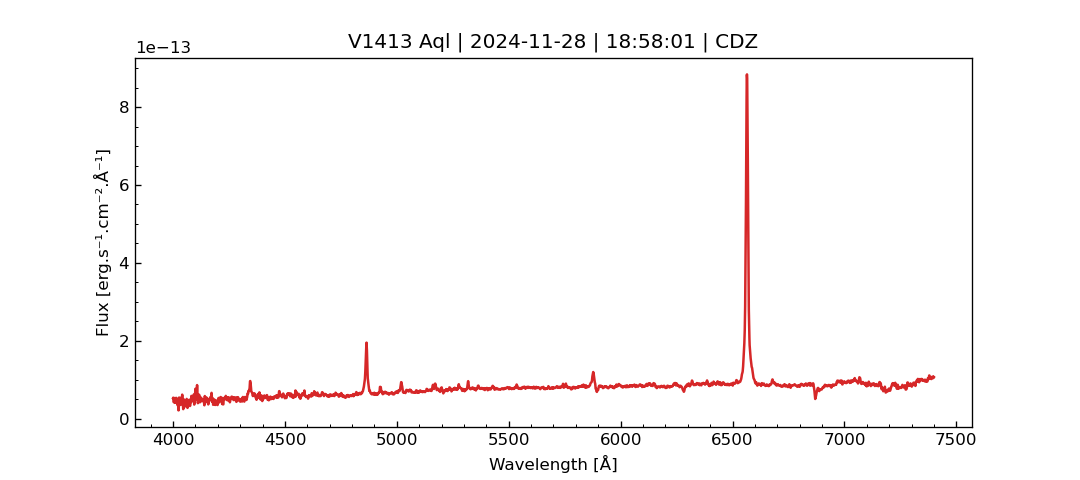 V1413 Aql | 2024-11-28 | 18:58:01 | CDZ
1e−13
8
6
4
2
0
Flux [erg.s⁻¹.cm⁻².Å⁻¹]
4000 4500 5000 5500 6000 6500 7000 7500
Wavelength [Å]